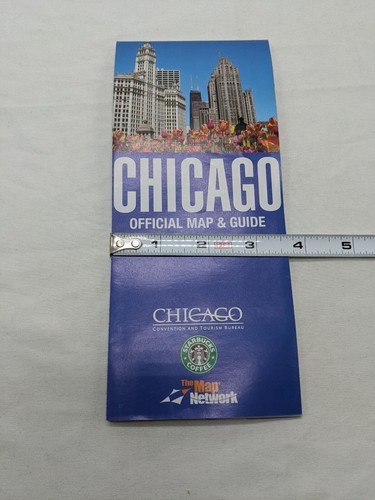 CHICAGO
OFFICIAL MAP & GUIDE
1 2 3 4 5
CHICAGO
CONVENTION AND TOURISM BUREAU
STARBUCKS
COFFEE
The Map
Network